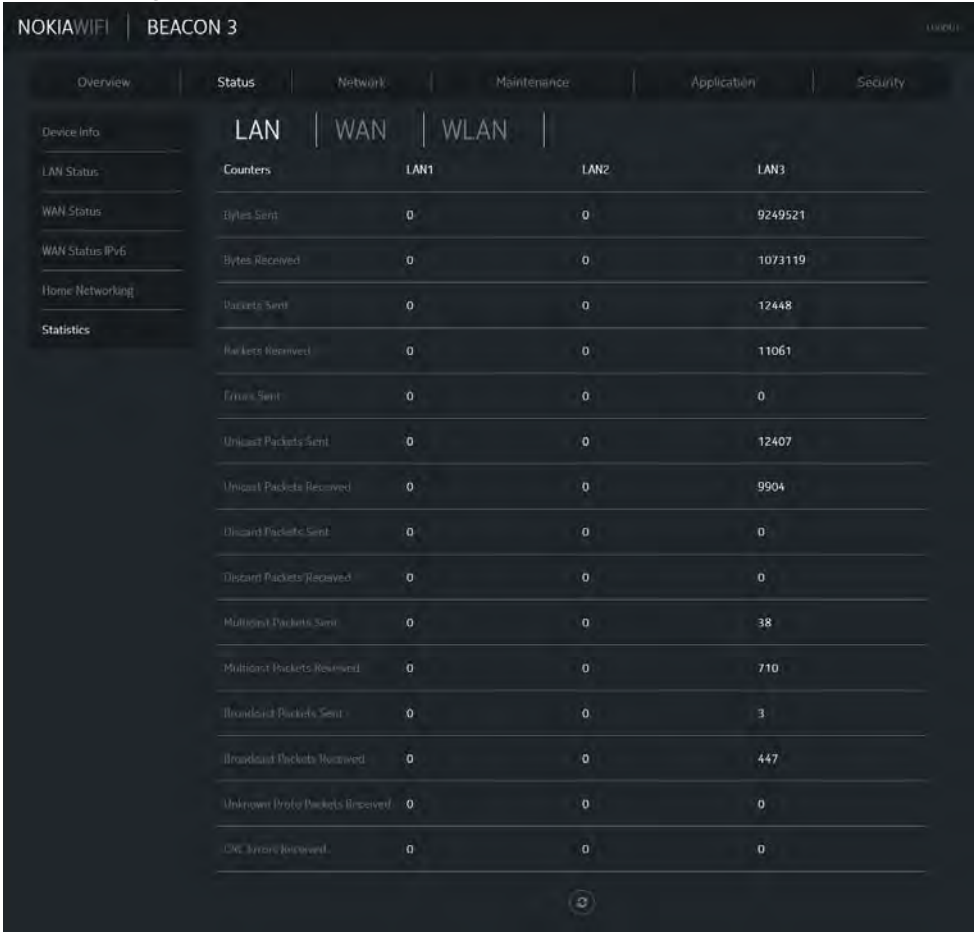 NOKIAWIFI | BEACON 3 LOGOUT
Overview Status Network Maintenance Application Security
Device Info
LAN Status
WAN Status
WAN Status IPv6
Home Networking
Statistics
LAN | WAN | WLAN |
Counters LAN1 LAN2 LAN3
Bytes Sent 0 0 9249521
Bytes Received 0 0 1073119
Packets Sent 0 0 12448
Packets Received 0 0 11061
Errors Sent 0 0 0
Unicast Packets Sent 0 0 12407
Unicast Packets Received 0 0 9904
Discard Packets Sent 0 0 0
Discard Packets Received 0 0 0
Multicast Packets Sent 0 0 38
Multicast Packets Received 0 0 710
Broadcast Packets Sent 0 0 3
Broadcast Packets Received 0 0 447
Unknown Proto Packets Received 0 0 0
Errors Received 0 0 0